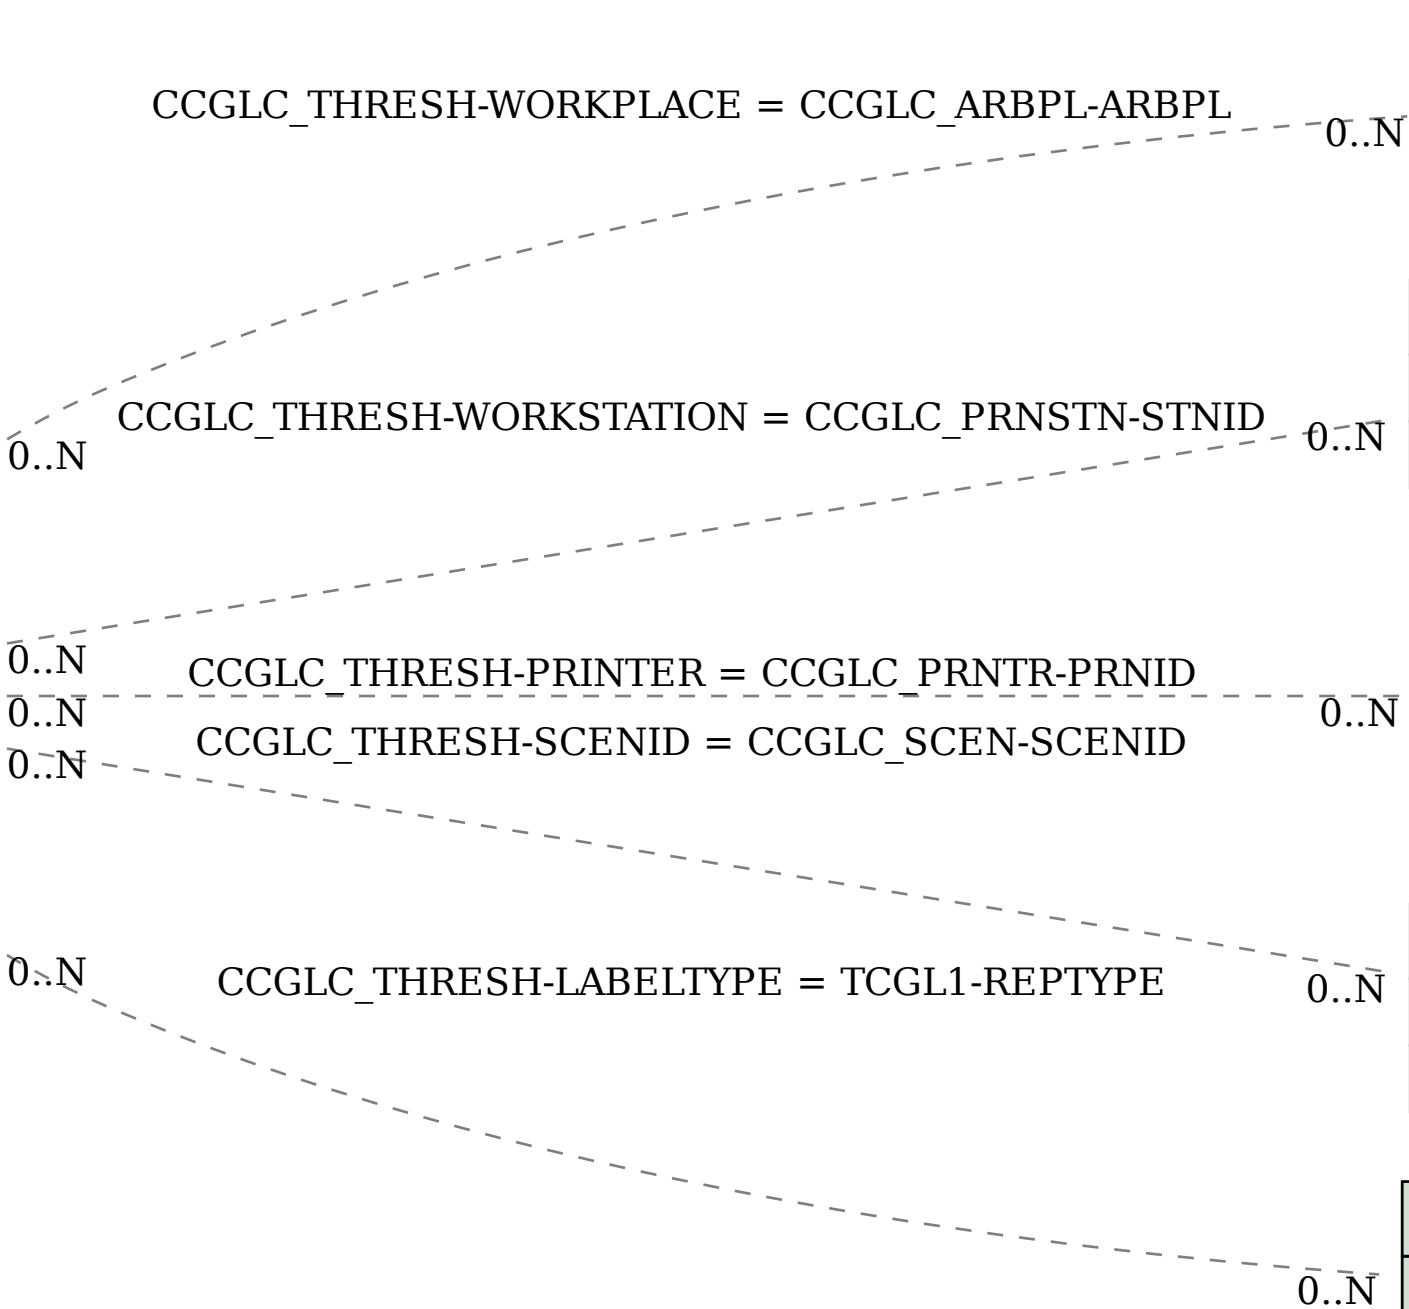 CCGLC_THRESH-WORKPLACE = CCGLC_ARBPL-ARBPL
0..N
CCGLC_THRESH-WORKSTATION = CCGLC_PRNSTN-STNID
0..N
0..N
0..N
CCGLC_THRESH-PRINTER = CCGLC_PRNTR-PRNID
0..N
0..N
CCGLC_THRESH-SCENID = CCGLC_SCEN-SCENID
0..N
0..N
CCGLC_THRESH-LABELTYPE = TCGL1-REPTYPE
0..N
0..N